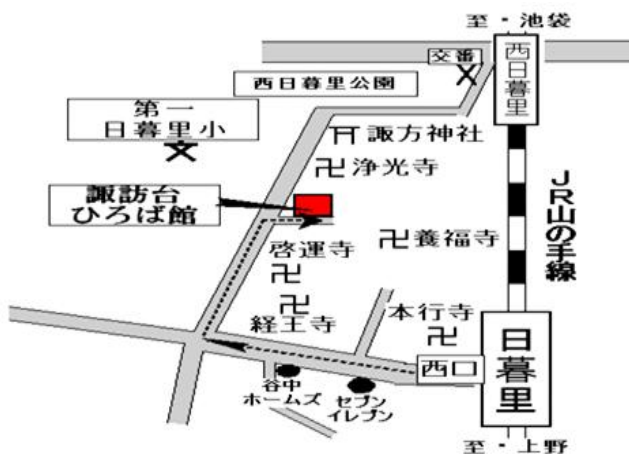 至・池袋
西日暮里
交番
西日暮里公園
第一
日暮里小
諏方神社
浄光寺
諏訪台
ひろば館
JR山の手線
養福寺
啓運寺
経王寺
本行寺
西口
日暮里
谷中
ホームズ
セブン
イレブン
至・上野